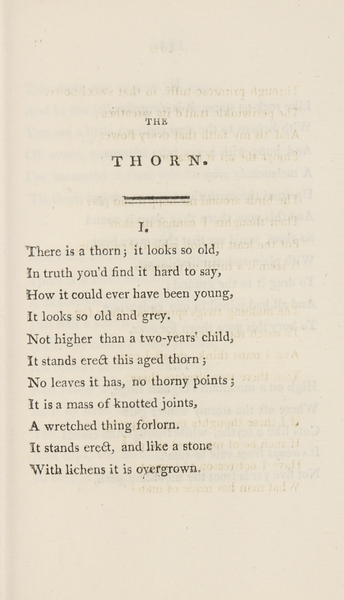 THE
THORN.
I.
There is a thorn; it looks so old,
In truth you'd find it hard to say,
How it could ever have been young,
It looks so old and grey.
Not higher than a two-years' child,
It stands erect this aged thorn;
No leaves it has, no thorny points;
It is a mass of knotted joints,
A wretched thing forlorn.
It stands erect, and like a stone
With lichens it is overgrown.